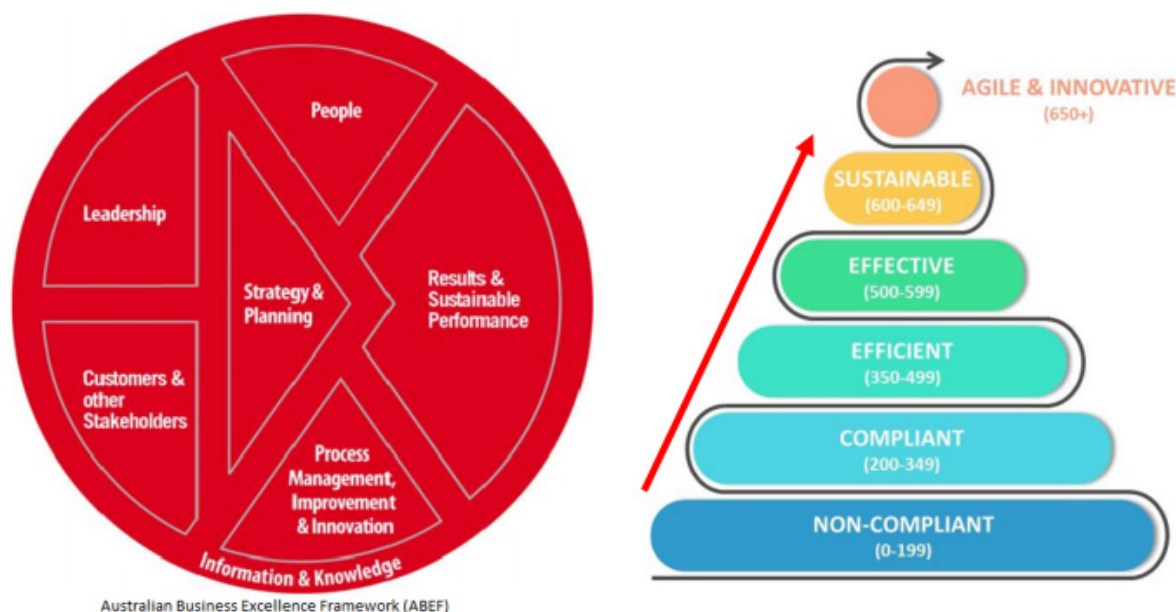 People
Leadership
Strategy &
Planning
Results &
Sustainable
Performance
Customers &
other
Stakeholders
Process
Management,
Improvement
& Innovation
Information & Knowledge
Australian Business Excellence Framework (ABEF)
AGILE & INNOVATIVE
(650+)
SUSTAINABLE
(600-649)
EFFECTIVE
(500-599)
EFFICIENT
(350-499)
COMPLIANT
(200-349)
NON-COMPLIANT
(0-199)